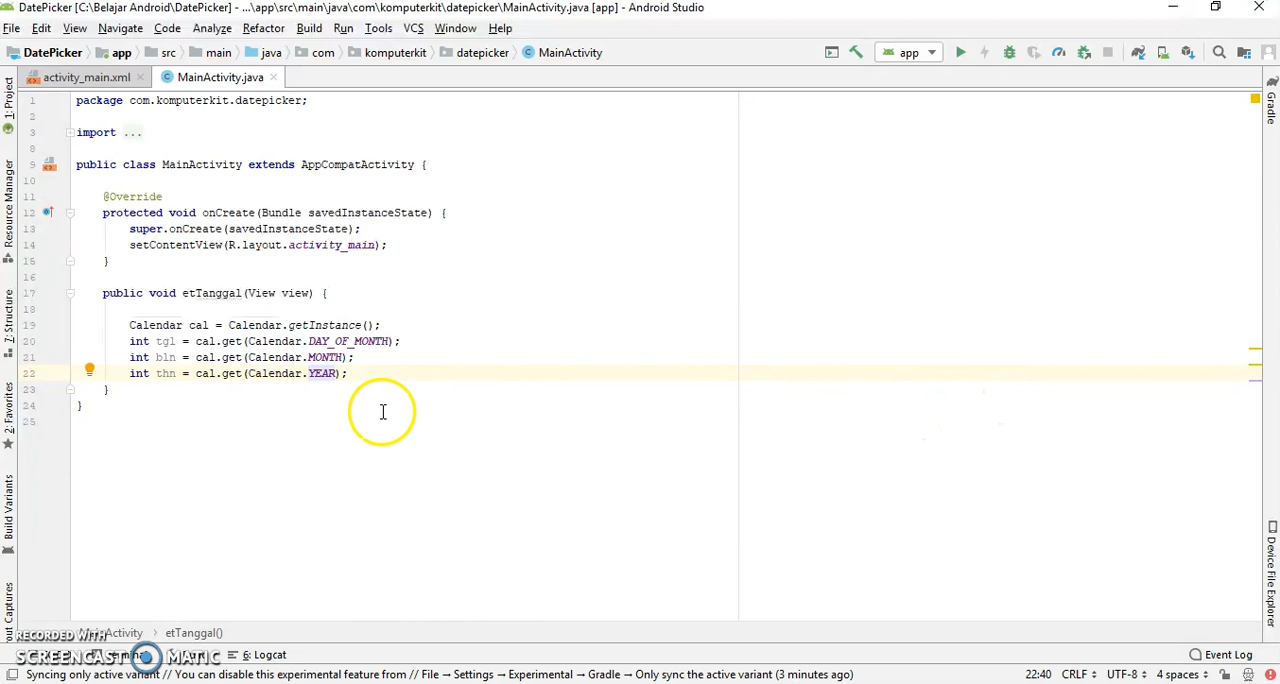 DatePicker [C:\Belajar Android\DatePicker] - ...\app\src\main\java\com\komputerkit\datepicker\MainActivity.java [app] - Android Studio
File Edit View Navigate Code Analyze Refactor Build Run Tools VCS Window Help
DatePicker app src main java com komputerkit datepicker MainActivity app
activity_main.xml MainActivity.java
1 package com.komputerkit.datepicker;
2
3 import ...
8
9 public class MainActivity extends AppCompatActivity {
10
11 @Override
12 protected void onCreate(Bundle savedInstanceState) {
13 super.onCreate(savedInstanceState);
14 setContentView(R.layout.activity_main);
15 }
16
17 public void etTanggal(View view) {
18
19 Calendar cal = Calendar.getInstance();
20 int tgl = cal.get(Calendar.DAY_OF_MONTH);
21 int bln = cal.get(Calendar.MONTH);
22 int thn = cal.get(Calendar.YEAR);
23 }
24 }
25
1: Project
Resource Manager
7: Structure
2: Favorites
Build Variants
Captures
Gradle
Device File Explorer
MainActivity etTanggal()
RECORDED WITH
SCREENCAST MATIC
6: Logcat Event Log
Syncing only active variant // You can disable this experimental feature from // File → Settings → Experimental → Gradle → Only sync the active variant (3 minutes ago) 22:40 CRLF UTF-8 4 spaces